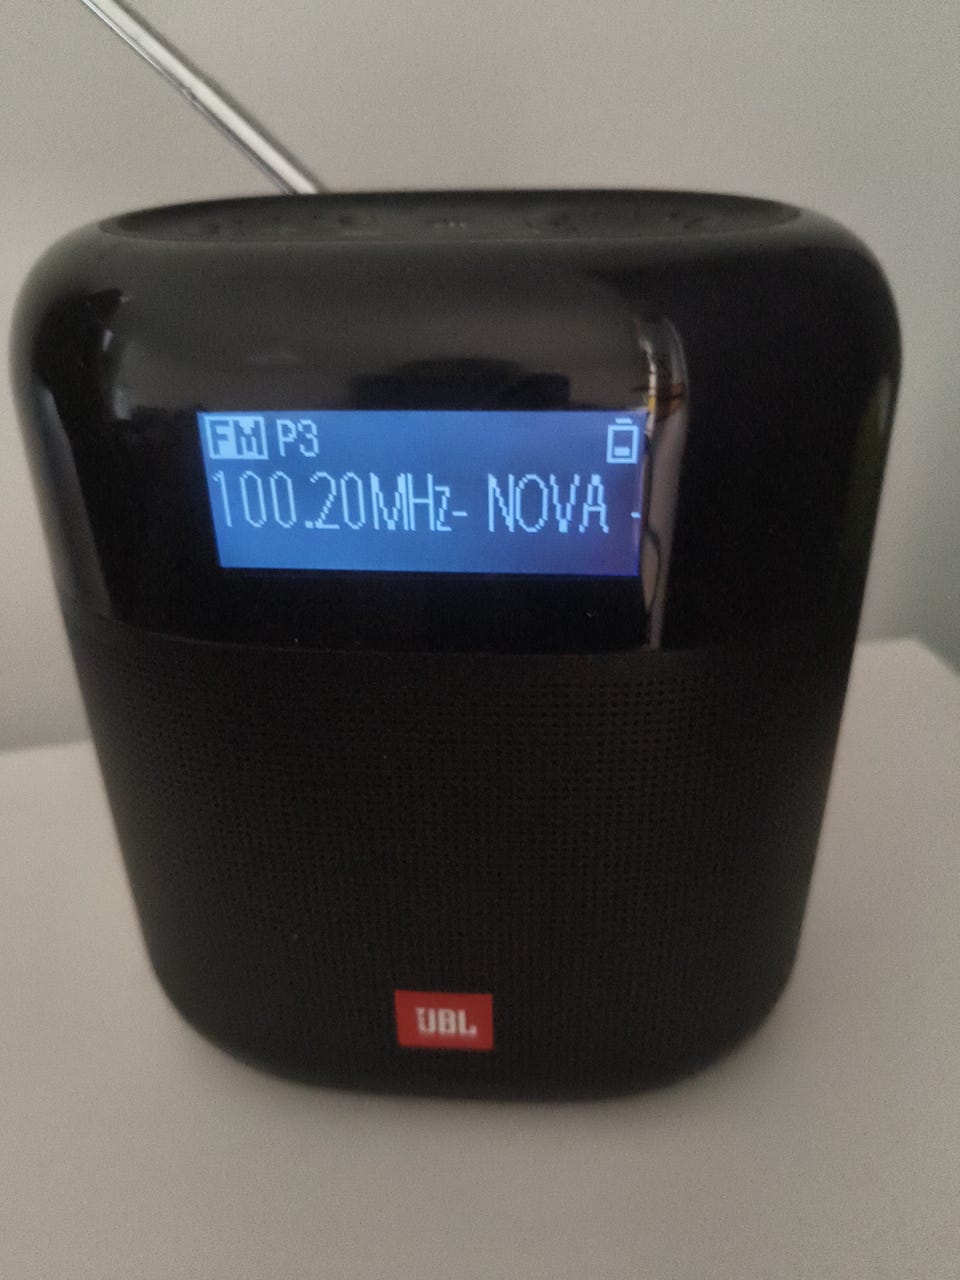 FM P3
100.20MHz- NOVA -
JBL